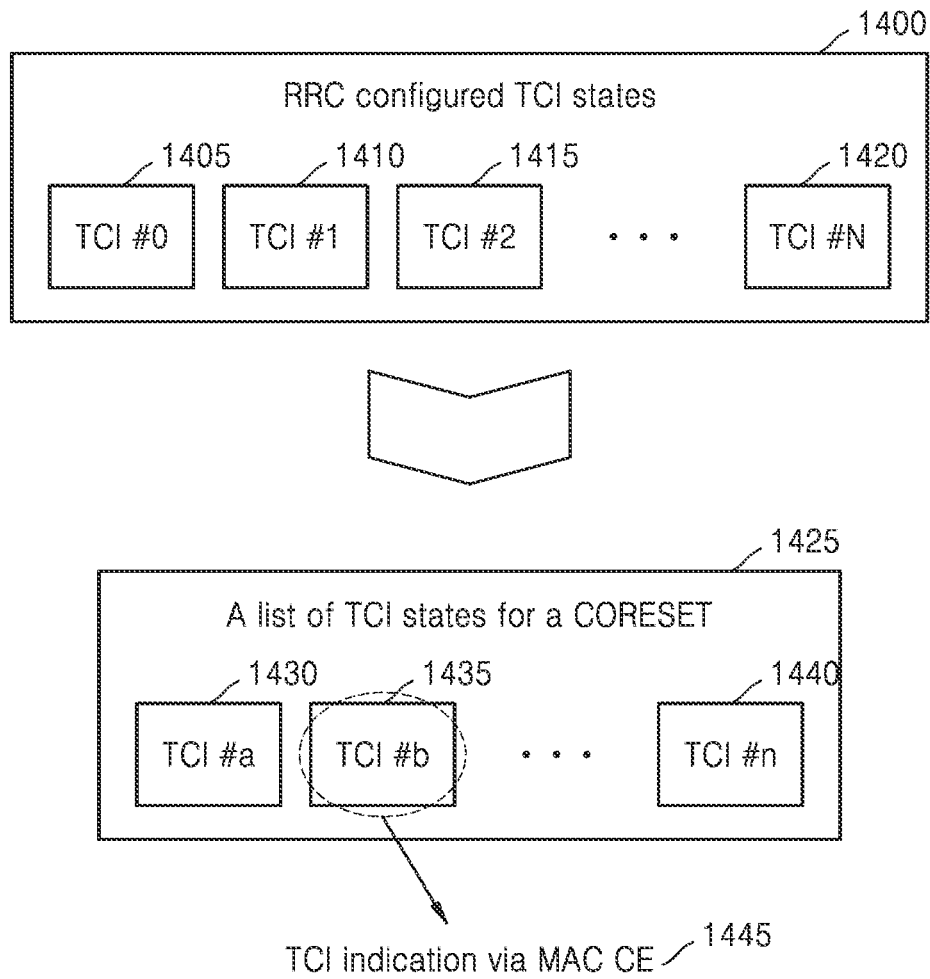 1400
RRC configured TCI states
1405 1410 1415 1420
TCI #0 TCI #1 TCI #2 . . . TCI #N
1425
A list of TCI states for a CORESET
1430 1435 1440
TCI #a TCI #b . . . TCI #n
TCI indication via MAC CE 1445